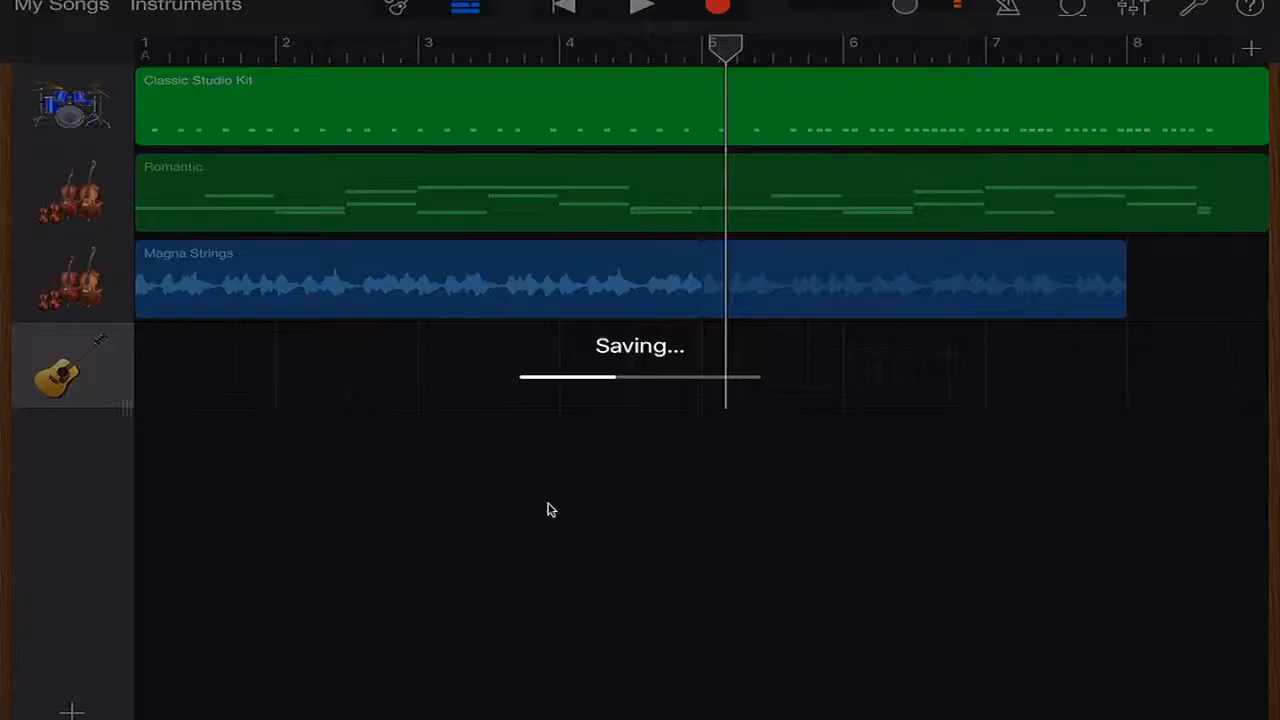 My Songs Instruments
1 2 3 4 5 6 7 8
A
Classic Studio Kit
Romantic
Magna Strings
Saving...